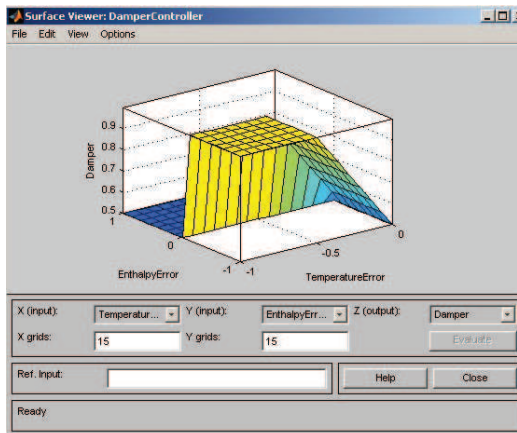 Surface Viewer: DamperController
File Edit View Options
0.9
0.8
0.7
0.6
0.5
Damper
1
0
-1
EnthalpyError
-1
-0.5
0
TemperatureError
X (input): Temperatur... Y (input): EnthalpyErr... Z (output): Damper
X grids: 15 Y grids: 15 Evaluate
Ref. Input: Help Close
Ready